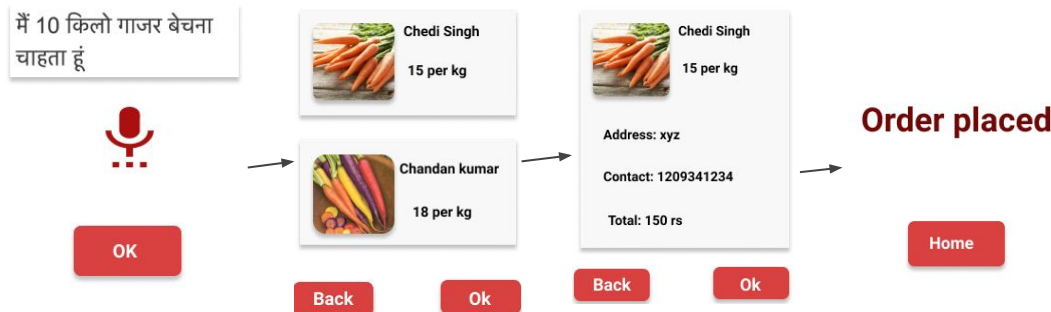 मैं 10 किलो गाजर बेचना
चाहता हूं
OK
Chedi Singh
15 per kg
Chandan kumar
18 per kg
Back
Ok
Chedi Singh
15 per kg
Address: xyz
Contact: 1209341234
Total: 150 rs
Back
Ok
Order placed
Home